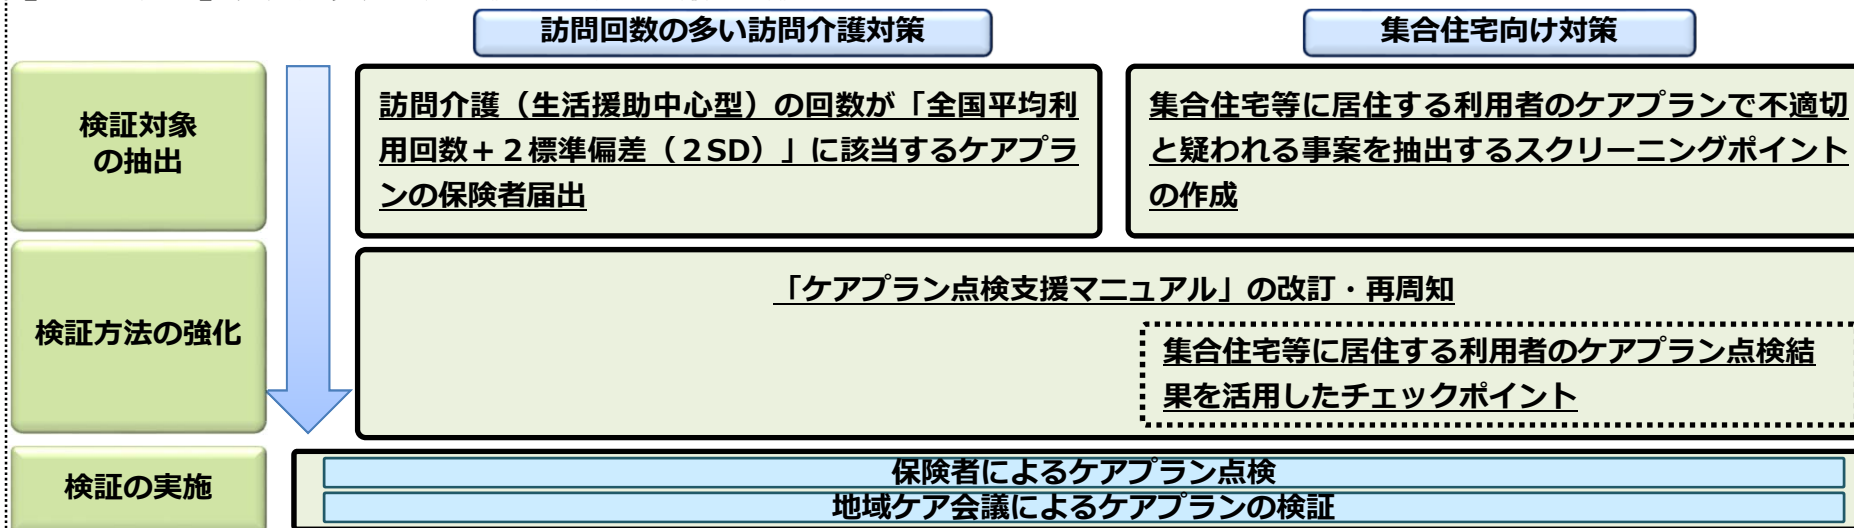 訪問回数の多い訪問介護対策
集合住宅向け対策
検証対象
の抽出
訪問介護（生活援助中心型）の回数が「全国平均利
用回数＋２標準偏差（２SD）」に該当するケアプラ
ンの保険者届出
集合住宅等に居住する利用者のケアプランで不適切
と疑われる事案を抽出するスクリーニングポイント
の作成
検証方法の強化
「ケアプラン点検支援マニュアル」の改訂・再周知
集合住宅等に居住する利用者のケアプラン点検結
果を活用したチェックポイント
検証の実施
保険者によるケアプラン点検
地域ケア会議によるケアプランの検証